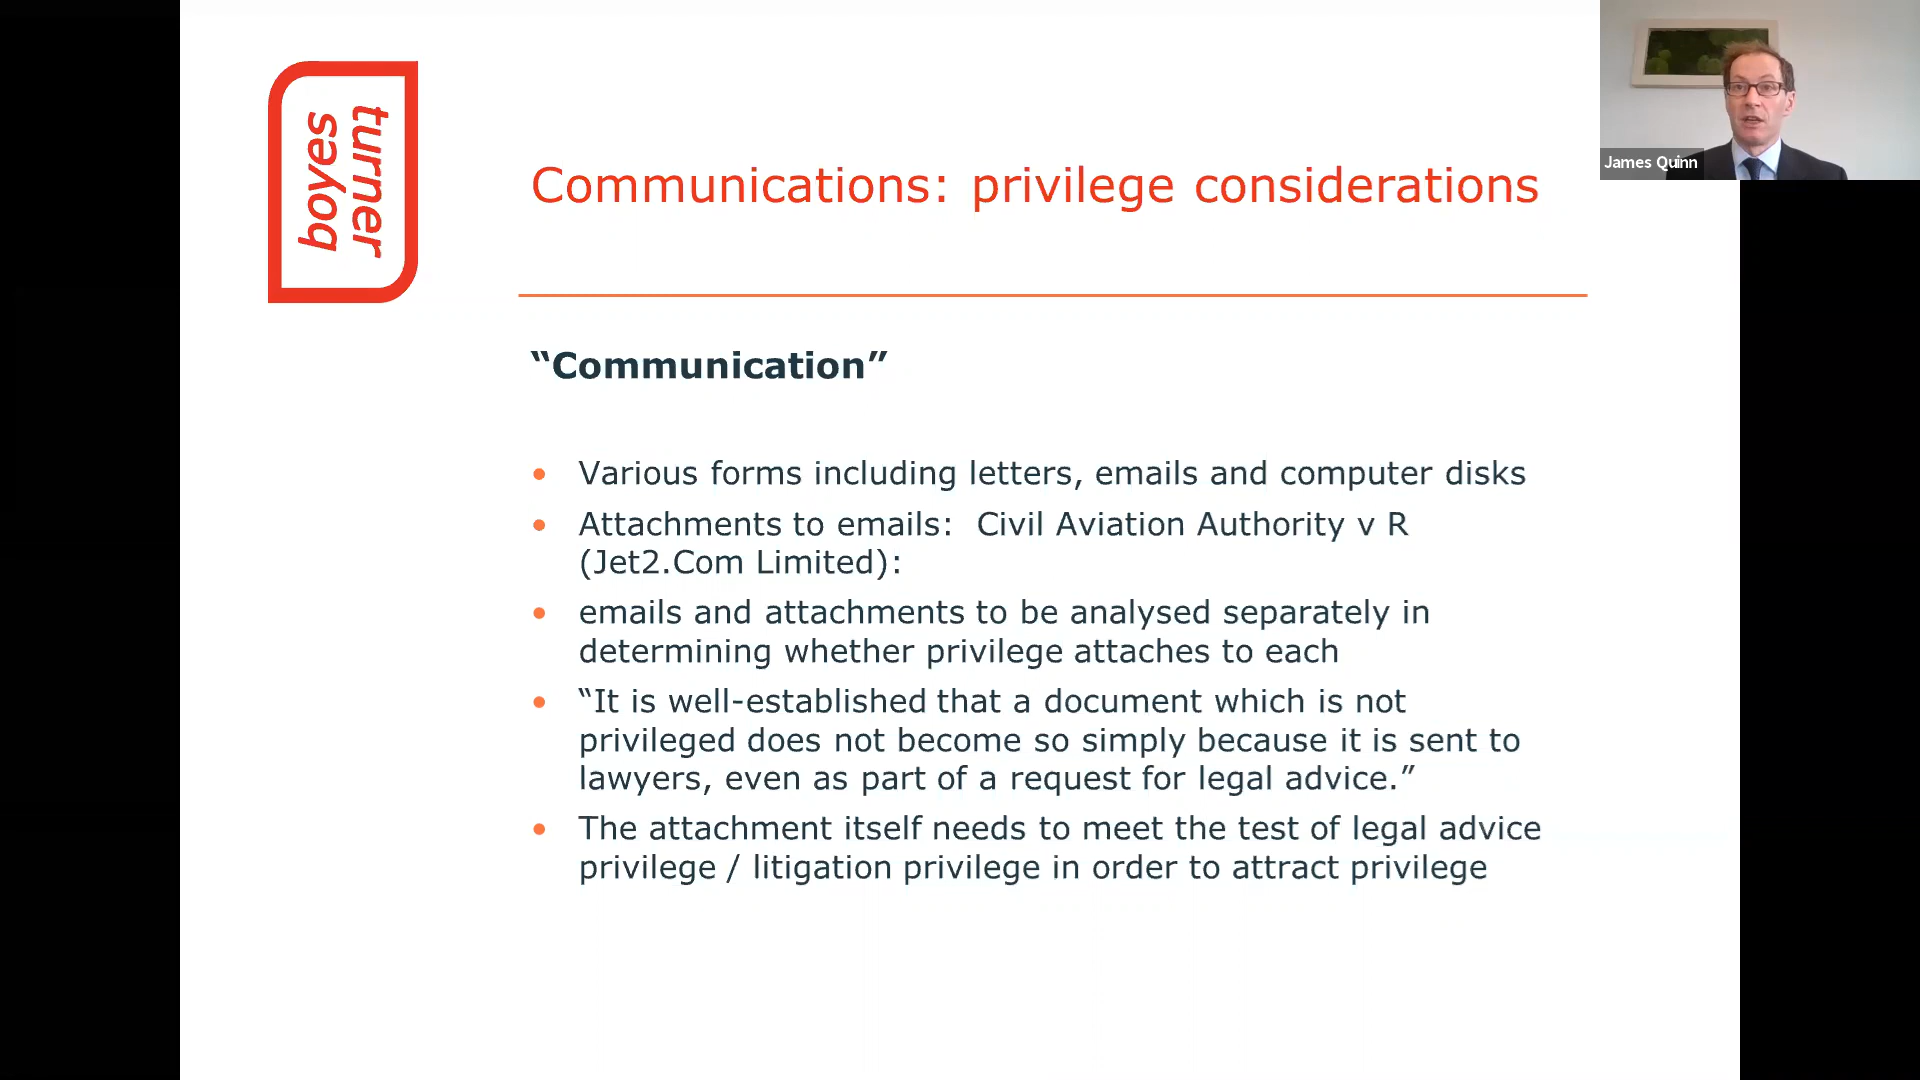 boyes
turner
James Quinn
Communications: privilege considerations
“Communication”
• Various forms including letters, emails and computer disks
• Attachments to emails:  Civil Aviation Authority v R
(Jet2.Com Limited):
• emails and attachments to be analysed separately in
determining whether privilege attaches to each
• “It is well-established that a document which is not
privileged does not become so simply because it is sent to
lawyers, even as part of a request for legal advice.”
• The attachment itself needs to meet the test of legal advice
privilege / litigation privilege in order to attract privilege